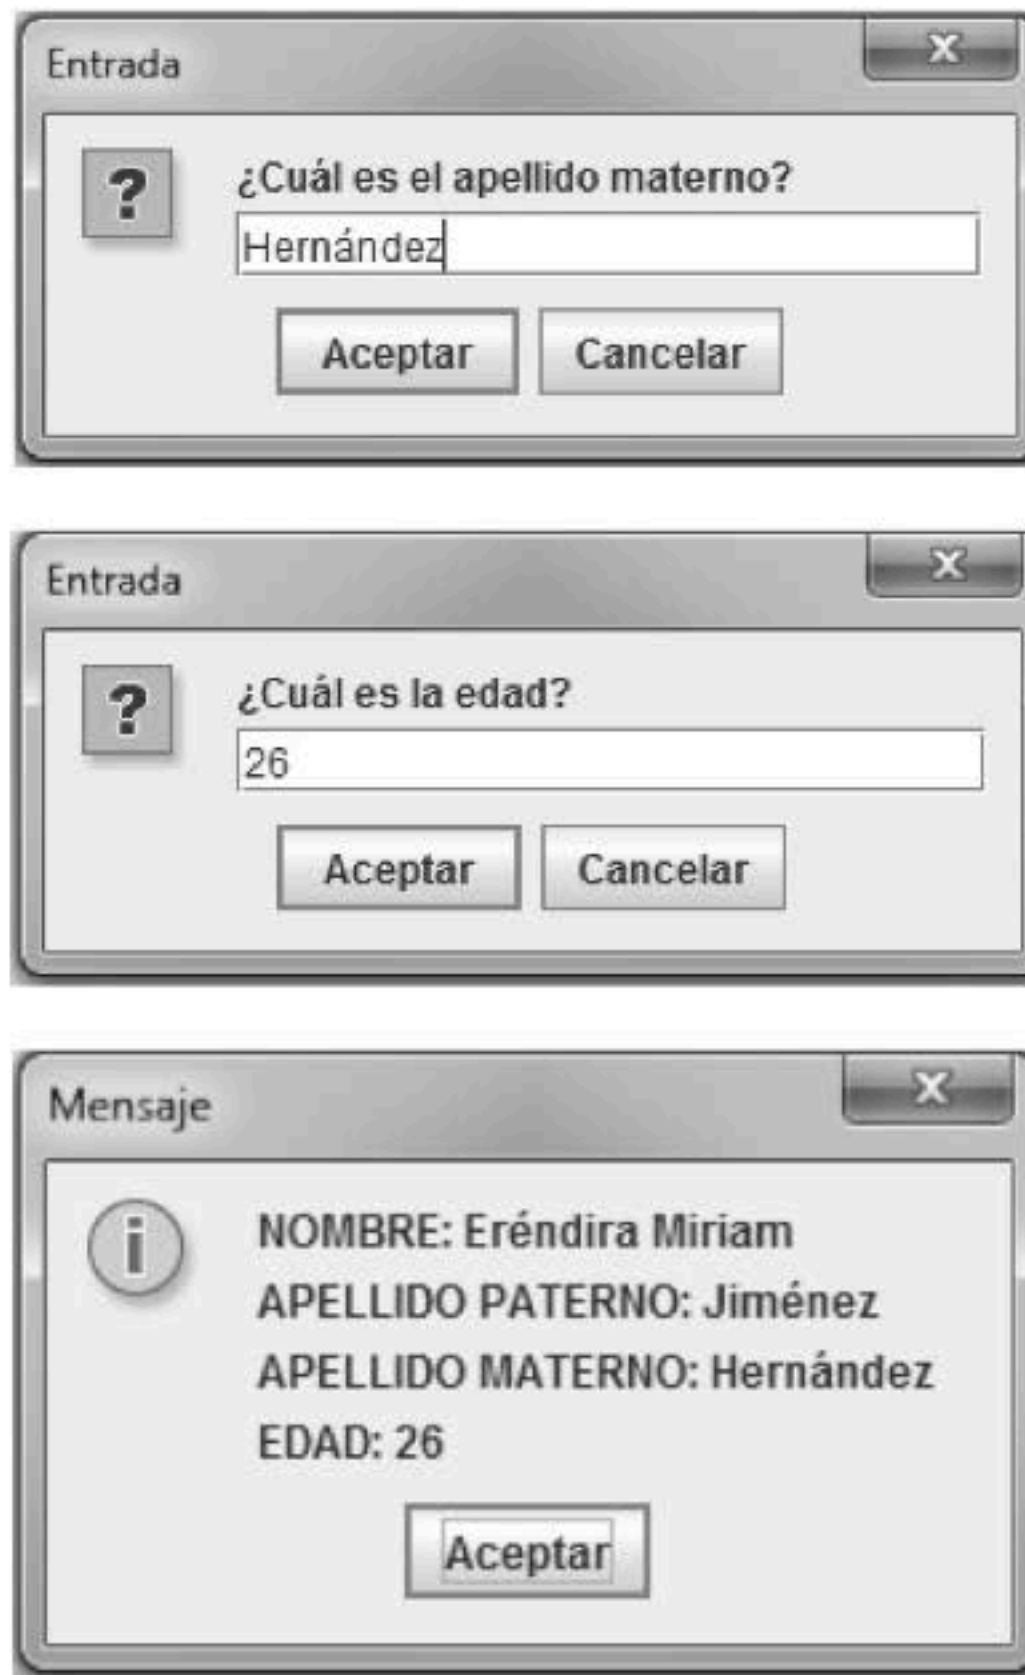 Entrada
X
?
¿Cuál es el apellido materno?
Hernández
Aceptar Cancelar
Entrada
X
?
¿Cuál es la edad?
26
Aceptar Cancelar
Mensaje
X
i
NOMBRE: Eréndira Miriam
APELLIDO PATERNO: Jiménez
APELLIDO MATERNO: Hernández
EDAD: 26
Aceptar